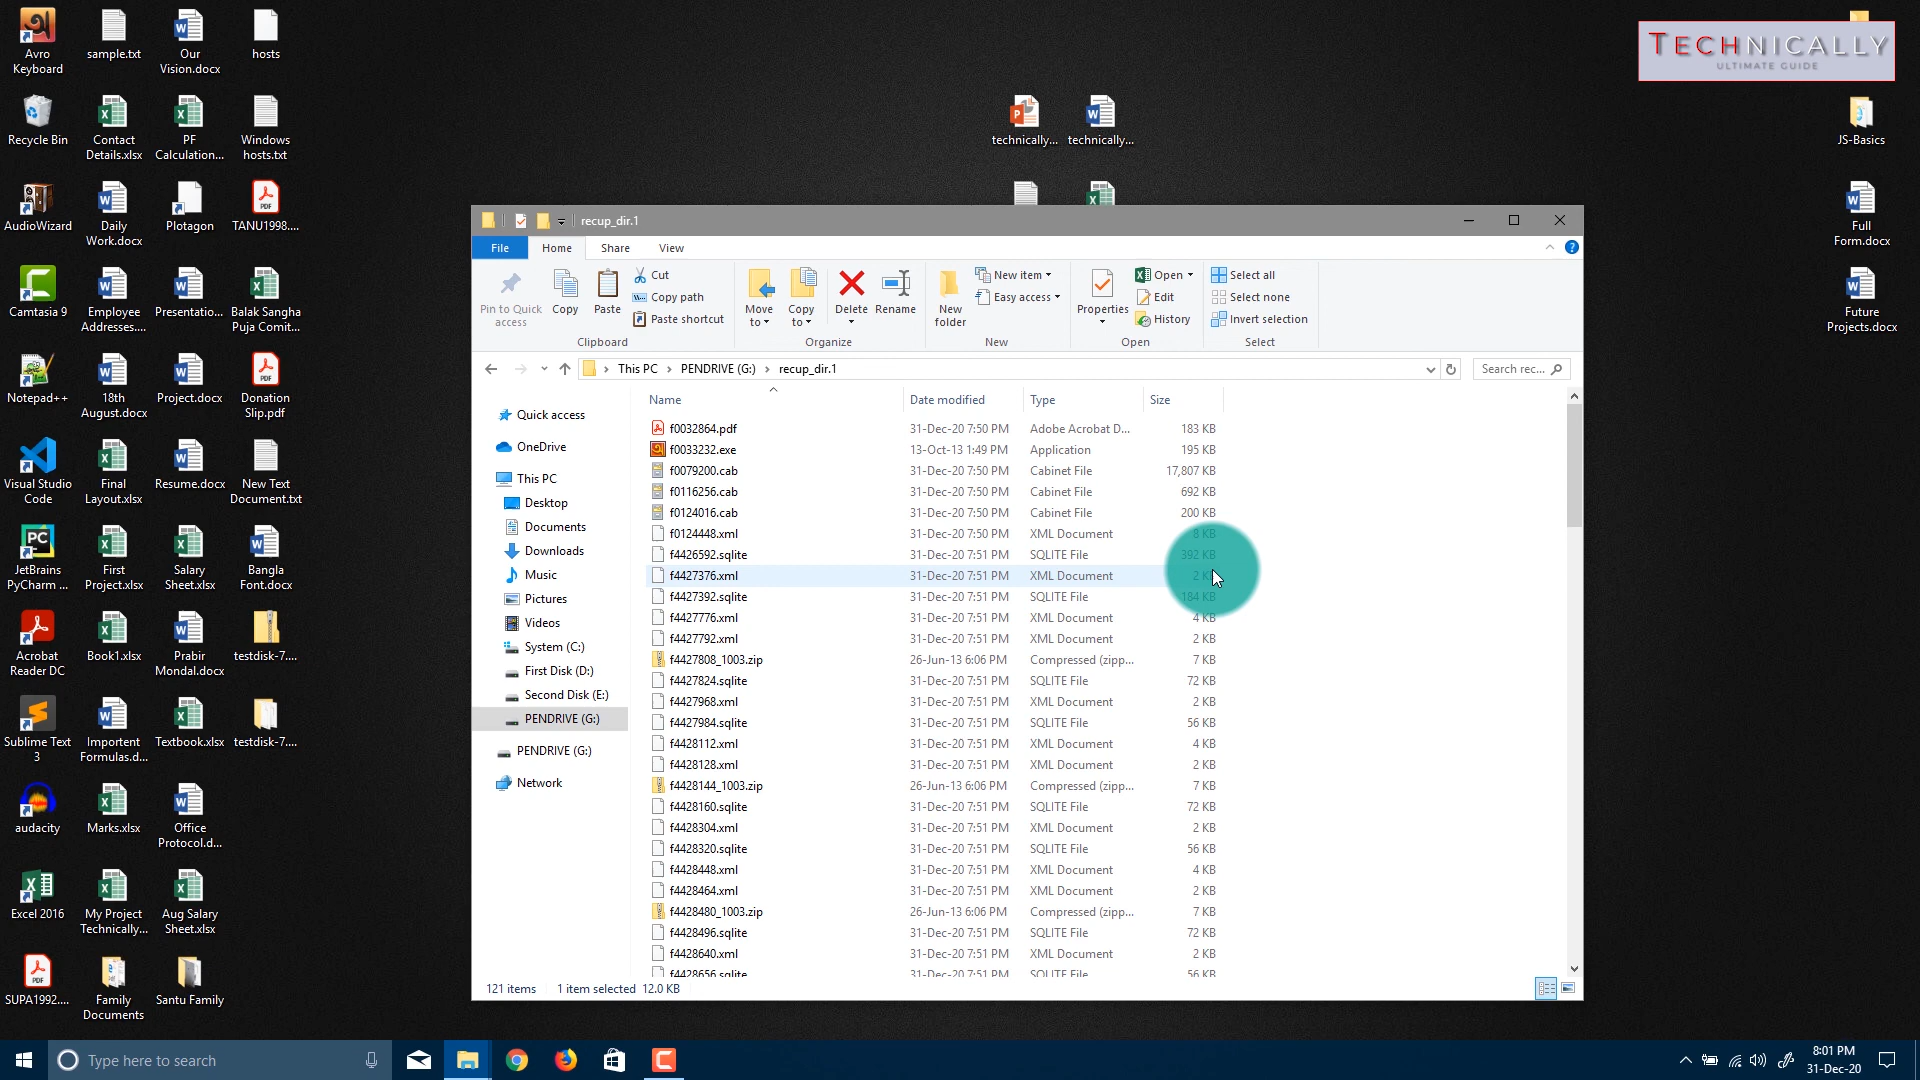 Avro
Keyboard
sample.txt
Our
Vision.docx
hosts
TECHNICALLY
ULTIMATE GUIDE
Recycle Bin
Contact
Details.xlsx
PF
Calculation...
Windows
hosts.txt
technically...
technically...
JS-Basics
AudioWizard
Daily
Work.docx
Plotagon
TANU1998....
Full
Form.docx
Camtasia 9
Employee
Addresses....
Presentatio...
Balak Sangha
Puja Comit...
Future
Projects.docx
Notepad++
18th
August.docx
Project.docx
Donation
Slip.pdf
Visual Studio
Code
Final
Layout.xlsx
Resume.docx
New Text
Document.txt
JetBrains
PyCharm ...
First
Project.xlsx
Salary
Sheet.xlsx
Bangla
Font.docx
Acrobat
Reader DC
Book1.xlsx
Prabir
Mondal.docx
testdisk-7....
Sublime Text
3
Importent
Formulas.d...
Textbook.xlsx
testdisk-7....
audacity
Marks.xlsx
Office
Protocol.d...
Excel 2016
My Project
Technically...
Aug Salary
Sheet.xlsx
SUPA1992....
Family
Documents
Santu Family
recup_dir.1
File Home Share View
Pin to Quick
access
Copy
Paste
Cut
Copy path
Paste shortcut
Clipboard
Move
to
Copy
to
Delete
Rename
Organize
New
folder
New item
Easy access
New
Properties
Open
Edit
History
Open
Select all
Select none
Invert selection
Select
This PC > PENDRIVE (G:) > recup_dir.1
Search rec...
Quick access
OneDrive
This PC
Desktop
Documents
Downloads
Music
Pictures
Videos
System (C:)
First Disk (D:)
Second Disk (E:)
PENDRIVE (G:)
PENDRIVE (G:)
Network
Name Date modified Type Size
f0032864.pdf 31-Dec-20 7:50 PM Adobe Acrobat D... 183 KB
f0033232.exe 13-Oct-13 1:49 PM Application 195 KB
f0079200.cab 31-Dec-20 7:50 PM Cabinet File 17,807 KB
f0116256.cab 31-Dec-20 7:50 PM Cabinet File 692 KB
f0124016.cab 31-Dec-20 7:50 PM Cabinet File 200 KB
f0124448.xml 31-Dec-20 7:50 PM XML Document 8 KB
f4426592.sqlite 31-Dec-20 7:51 PM SQLITE File 392 KB
f4427376.xml 31-Dec-20 7:51 PM XML Document 2
f4427392.sqlite 31-Dec-20 7:51 PM SQLITE File 184 KB
f4427776.xml 31-Dec-20 7:51 PM XML Document 4 KB
f4427792.xml 31-Dec-20 7:51 PM XML Document 2 KB
f4427808_1003.zip 26-Jun-13 6:06 PM Compressed (zipp... 7 KB
f4427824.sqlite 31-Dec-20 7:51 PM SQLITE File 72 KB
f4427968.xml 31-Dec-20 7:51 PM XML Document 2 KB
f4427984.sqlite 31-Dec-20 7:51 PM SQLITE File 56 KB
f4428112.xml 31-Dec-20 7:51 PM XML Document 4 KB
f4428128.xml 31-Dec-20 7:51 PM XML Document 2 KB
f4428144_1003.zip 26-Jun-13 6:06 PM Compressed (zipp... 7 KB
f4428160.sqlite 31-Dec-20 7:51 PM SQLITE File 72 KB
f4428304.xml 31-Dec-20 7:51 PM XML Document 2 KB
f4428320.sqlite 31-Dec-20 7:51 PM SQLITE File 56 KB
f4428448.xml 31-Dec-20 7:51 PM XML Document 4 KB
f4428464.xml 31-Dec-20 7:51 PM XML Document 2 KB
f4428480_1003.zip 26-Jun-13 6:06 PM Compressed (zipp... 7 KB
f4428496.sqlite 31-Dec-20 7:51 PM SQLITE File 72 KB
f4428640.xml 31-Dec-20 7:51 PM XML Document 2 KB
f4428656.sqlite 31-Dec-20 7:51 PM SQLITE File 56 KB
121 items 1 item selected 12.0 KB
Type here to search
8:01 PM
31-Dec-20